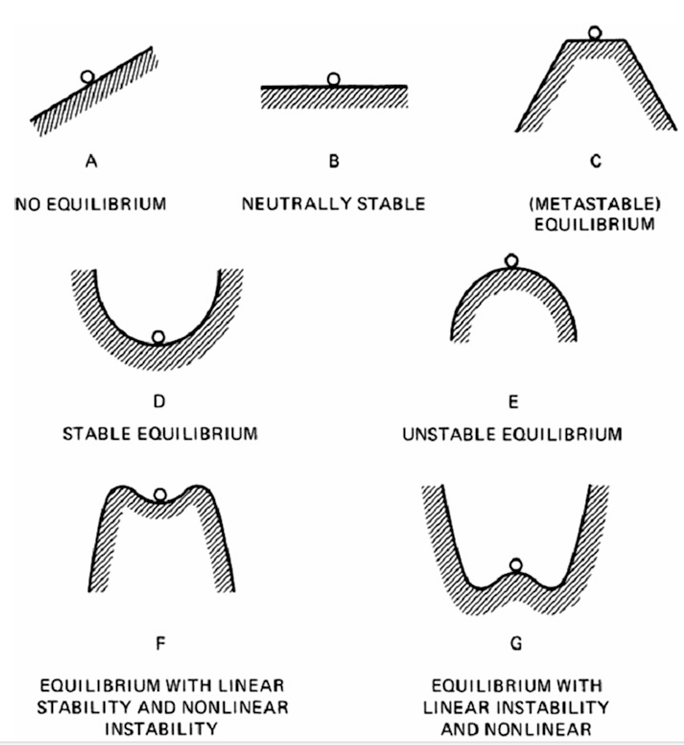 A
NO EQUILIBRIUM
B
NEUTRALLY STABLE
C
(METASTABLE)
EQUILIBRIUM
D
STABLE EQUILIBRIUM
E
UNSTABLE EQUILIBRIUM
F
EQUILIBRIUM WITH LINEAR
STABILITY AND NONLINEAR
INSTABILITY
G
EQUILIBRIUM WITH
LINEAR INSTABILITY
AND NONLINEAR